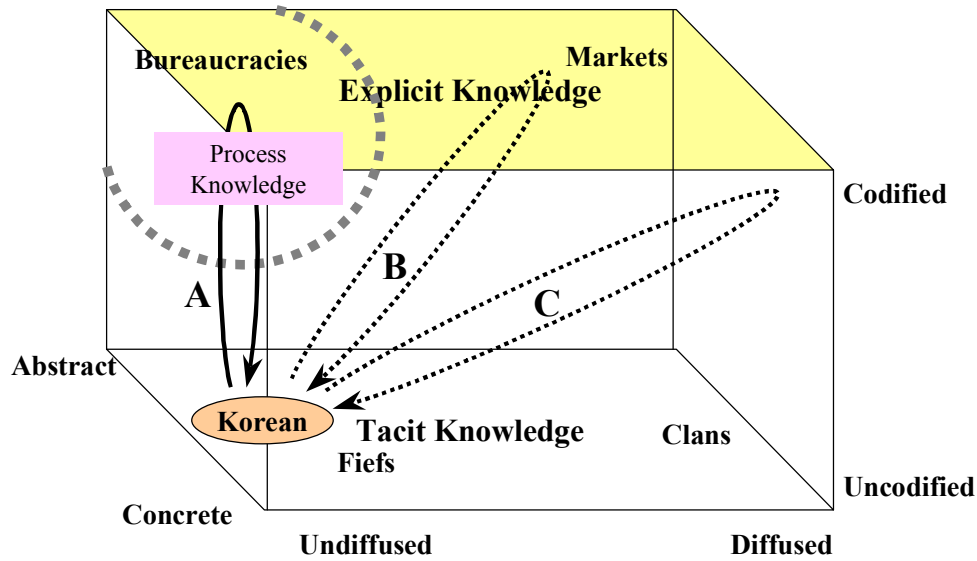 Bureaucracies
Markets
Explicit Knowledge
Process
Knowledge
Codified
B
A
C
Abstract
Korean
Tacit Knowledge
Clans
Fiefs
Uncodified
Concrete
Undiffused
Diffused